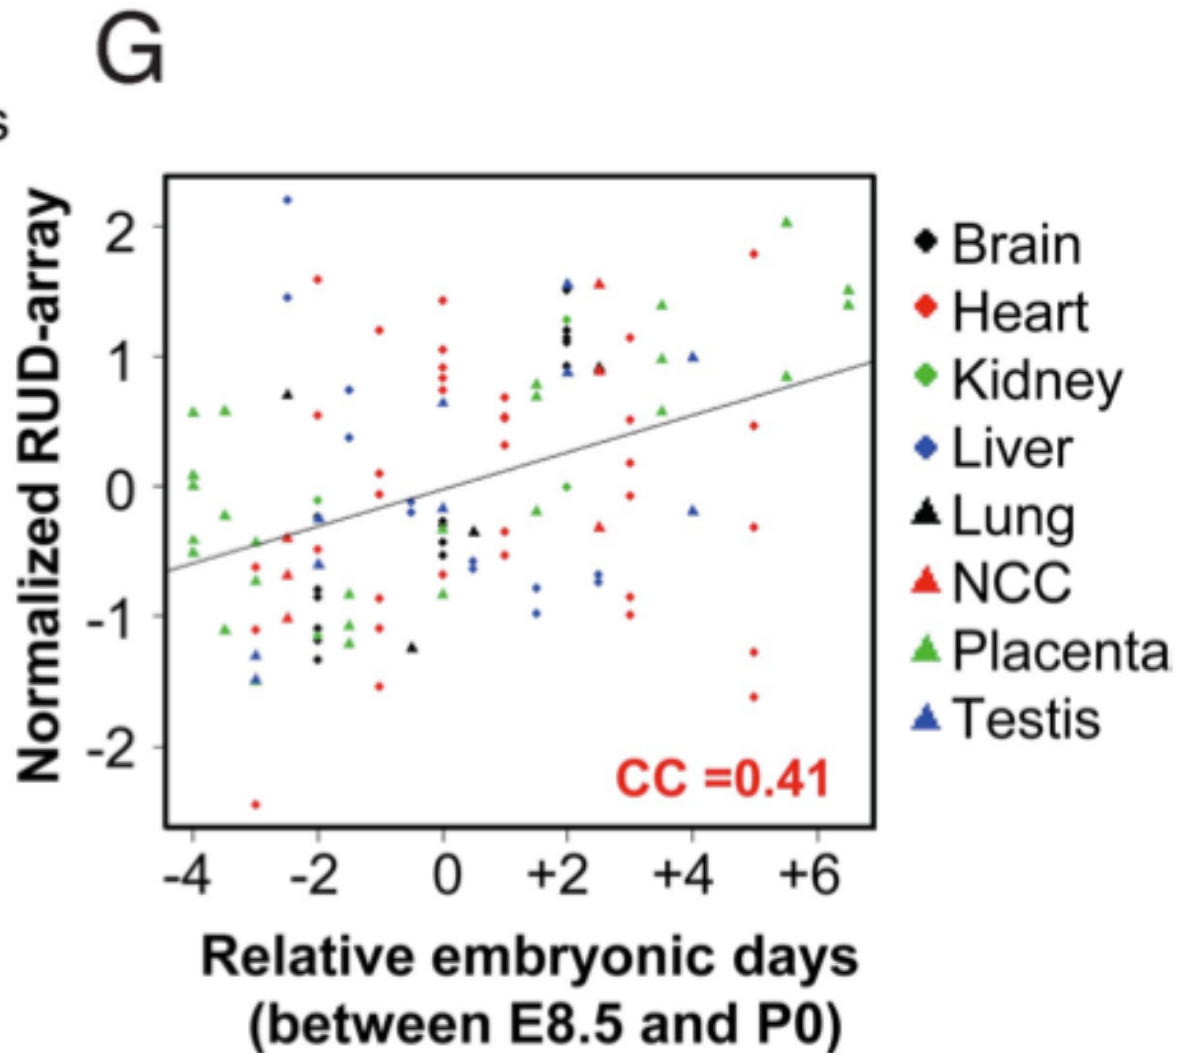 G
s
Normalized RUD-array
2
1
0
-1
-2
CC =0.41
-4 -2 0 +2 +4 +6
Relative embryonic days
(between E8.5 and P0)
Brain
Heart
Kidney
Liver
Lung
NCC
Placenta
Testis